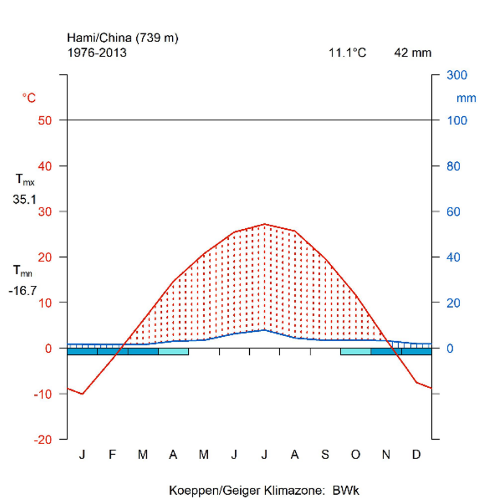 Hami/China (739 m)
1976-2013 11.1°C 42 mm
300
°C mm
50 100
40 80
Tmx
35.1
30 60
20 40
Tmn
-16.7
10 20
0 0
-10
-20
J F M A M J J A S O N D
Koeppen/Geiger Klimazone: BWk